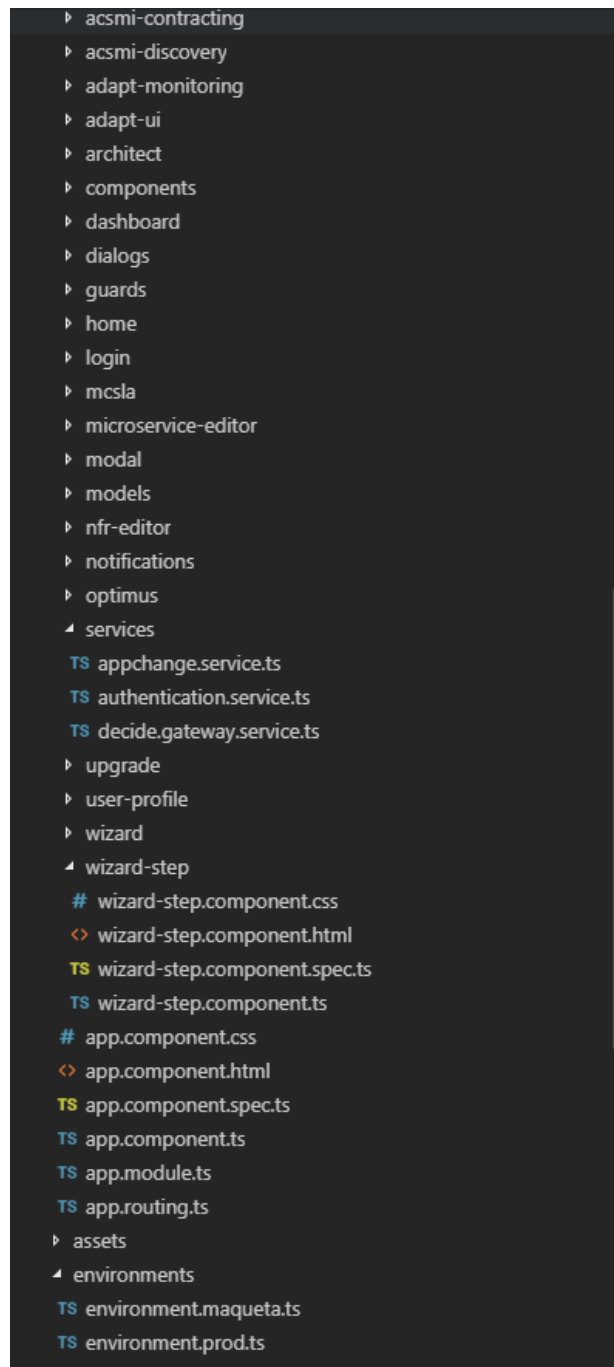 acsmi-contracting
acsmi-discovery
adapt-monitoring
adapt-ui
architect
components
dashboard
dialogs
guards
home
login
mcsla
microservice-editor
modal
models
nfr-editor
notifications
optimus
services
TS appchange.service.ts
TS authentication.service.ts
TS decide.gateway.service.ts
upgrade
user-profile
wizard
wizard-step
# wizard-step.component.css
<> wizard-step.component.html
TS wizard-step.component.spec.ts
TS wizard-step.component.ts
# app.component.css
<> app.component.html
TS app.component.spec.ts
TS app.component.ts
TS app.module.ts
TS app.routing.ts
assets
environments
TS environment.maqueta.ts
TS environment.prod.ts